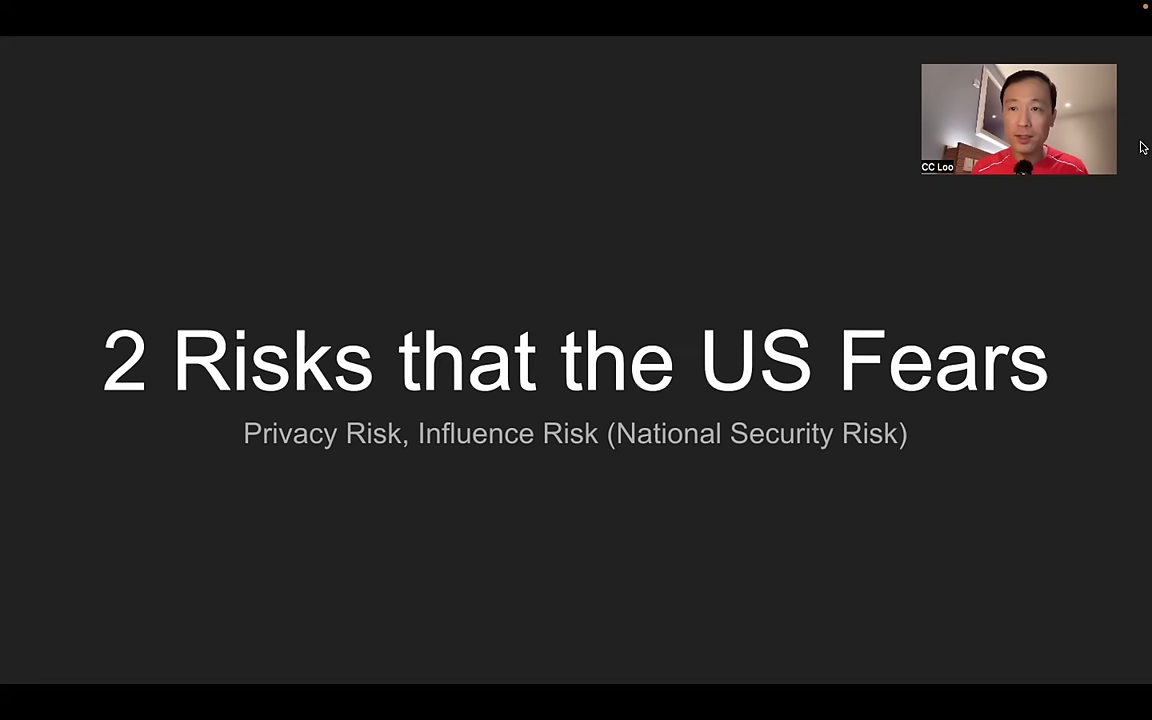 CC Loo
2 Risks that the US Fears
Privacy Risk, Influence Risk (National Security Risk)